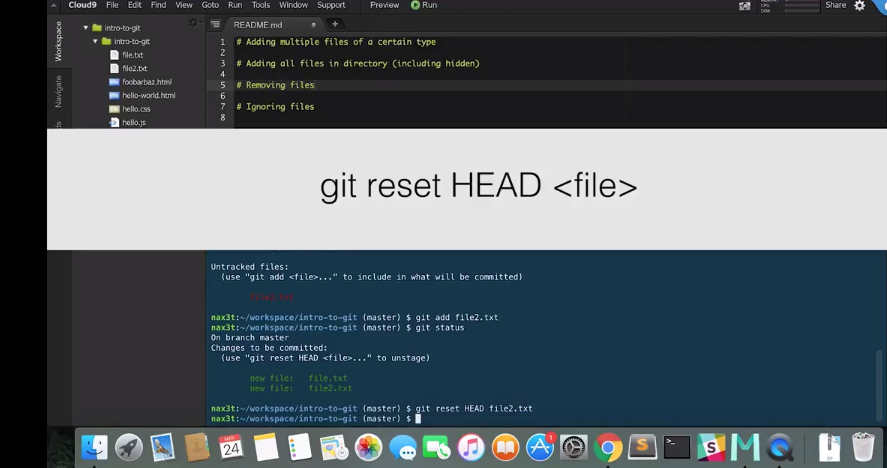 Cloud9 File Edit Find View Goto Run Tools Window Support Preview Run Share
Workspace
Navigate
intro-to-git
intro-to-git
file.txt
file2.txt
foobarbaz.html
hello-world.html
hello.css
hello.js
README.md
1 # Adding multiple files of a certain type
2
3 # Adding all files in directory (including hidden)
4
5 # Removing files
6
7 # Ignoring files
8
git reset HEAD <file>
Untracked files:
(use "git add <file>..." to include in what will be committed)
file2.txt
nax3t:~/workspace/intro-to-git (master) $ git add file2.txt
nax3t:~/workspace/intro-to-git (master) $ git status
On branch master
Changes to be committed:
(use "git reset HEAD <file>..." to unstage)
new file: file.txt
new file: file2.txt
nax3t:~/workspace/intro-to-git (master) $ git reset HEAD file2.txt
nax3t:~/workspace/intro-to-git (master) $
MAY
24
1